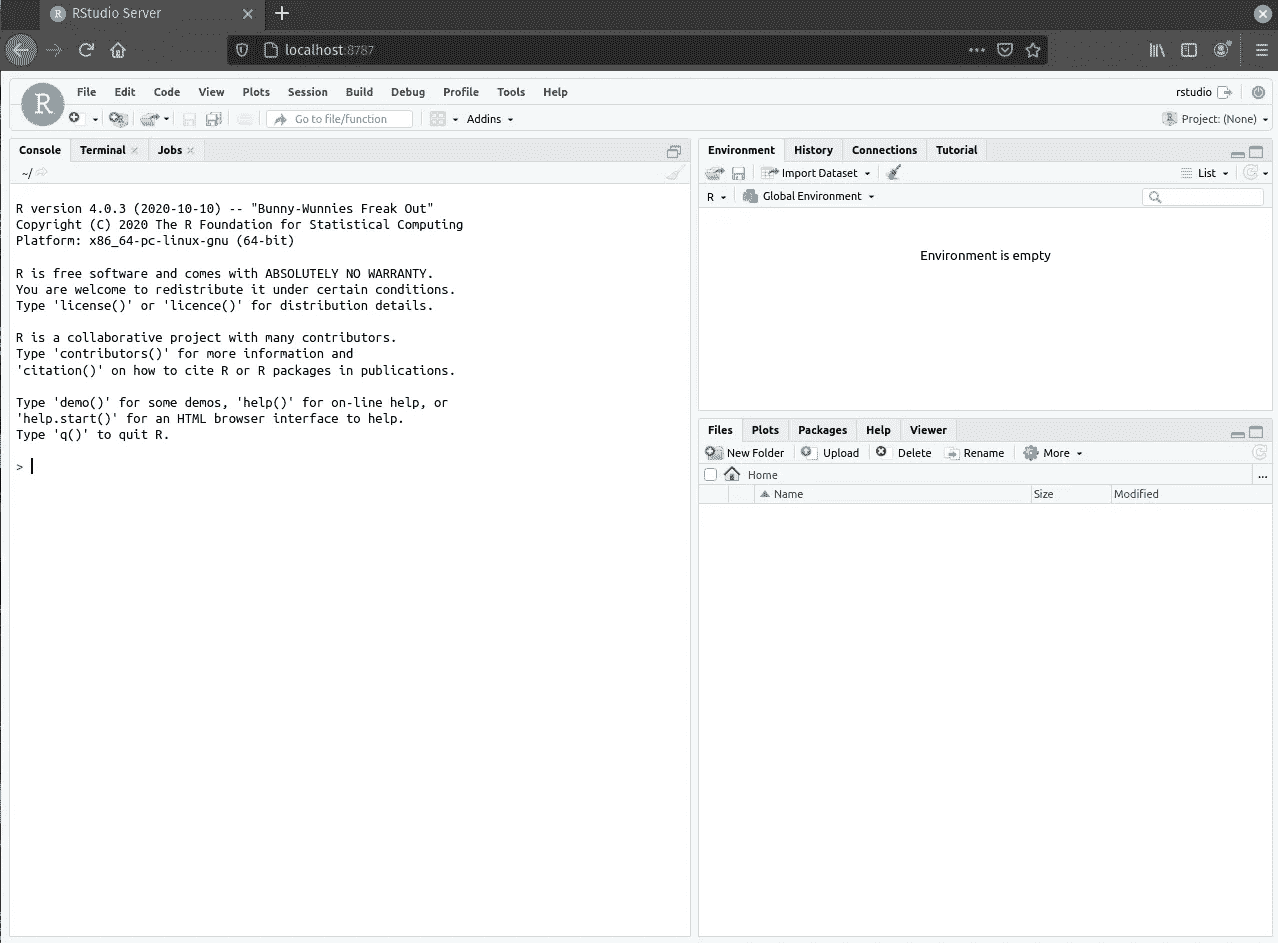 R RStudio Server
localhost:8787
R
File Edit Code View Plots Session Build Debug Profile Tools Help
rstudio
Go to file/function
Addins
R Project: (None)
Console Terminal Jobs
~/
R version 4.0.3 (2020-10-10) -- "Bunny-Wunnies Freak Out"
Copyright (C) 2020 The R Foundation for Statistical Computing
Platform: x86_64-pc-linux-gnu (64-bit)
R is free software and comes with ABSOLUTELY NO WARRANTY.
You are welcome to redistribute it under certain conditions.
Type 'license()' or 'licence()' for distribution details.
R is a collaborative project with many contributors.
Type 'contributors()' for more information and
'citation()' on how to cite R or R packages in publications.
Type 'demo()' for some demos, 'help()' for on-line help, or
'help.start()' for an HTML browser interface to help.
Type 'q()' to quit R.
>
Environment History Connections Tutorial
Import Dataset
List
R Global Environment
Environment is empty
Files Plots Packages Help Viewer
New Folder Upload Delete Rename More
Home
...
Name Size Modified